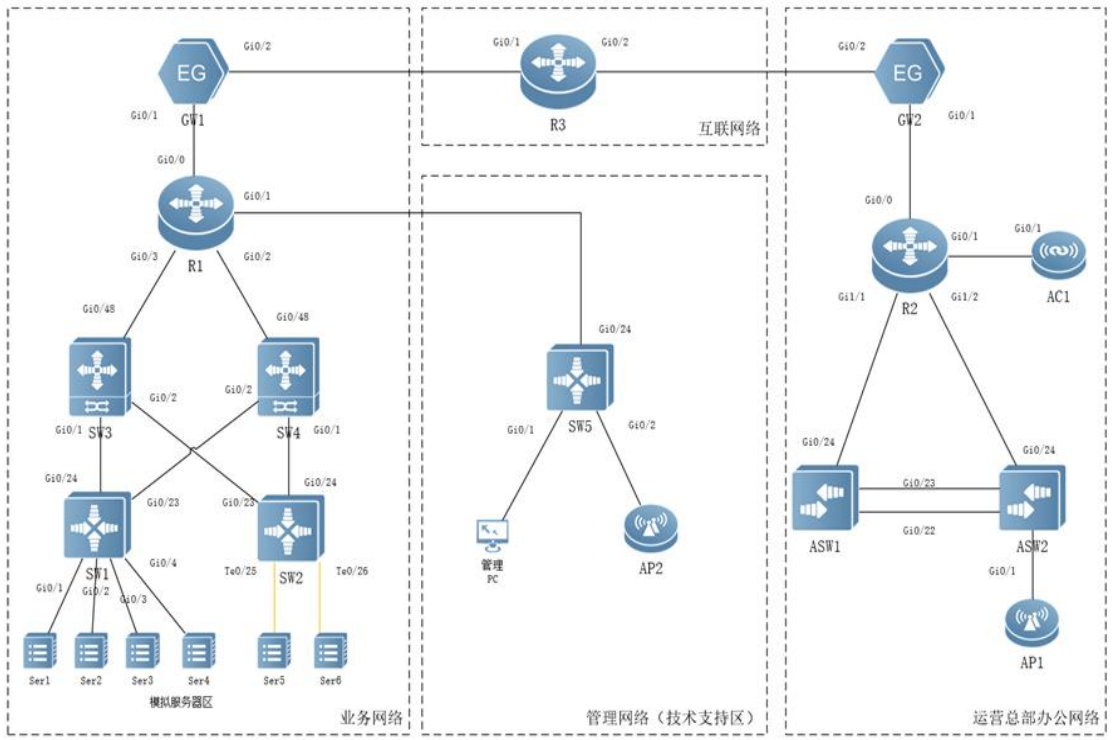 EG
Gi0/2
Gi0/1
GW1
Gi0/0
Gi0/1
R1
Gi0/3
Gi0/2
Gi0/48
Gi0/48
Gi0/2
Gi0/2
SW3
SW4
Gi0/1
Gi0/1
Gi0/24
Gi0/23
Gi0/23
Gi0/24
SW1
SW2
Gi0/1
Gi0/2
Gi0/3
Gi0/4
Te0/25
Te0/26
Ser1
Ser2
Ser3
Ser4
Ser5
Ser6
模拟服务器区
业务网络
Gi0/1
Gi0/2
R3
互联网络
Gi0/24
SW5
Gi0/1
Gi0/2
管理
PC
AP2
管理网络（技术支持区）
Gi0/2
EG
GW2
Gi0/1
Gi0/0
Gi0/1
Gi0/1
AC1
R2
Gi1/1
Gi1/2
Gi0/24
Gi0/24
Gi0/23
Gi0/22
ASW1
ASW2
Gi0/1
AP1
运营总部办公网络